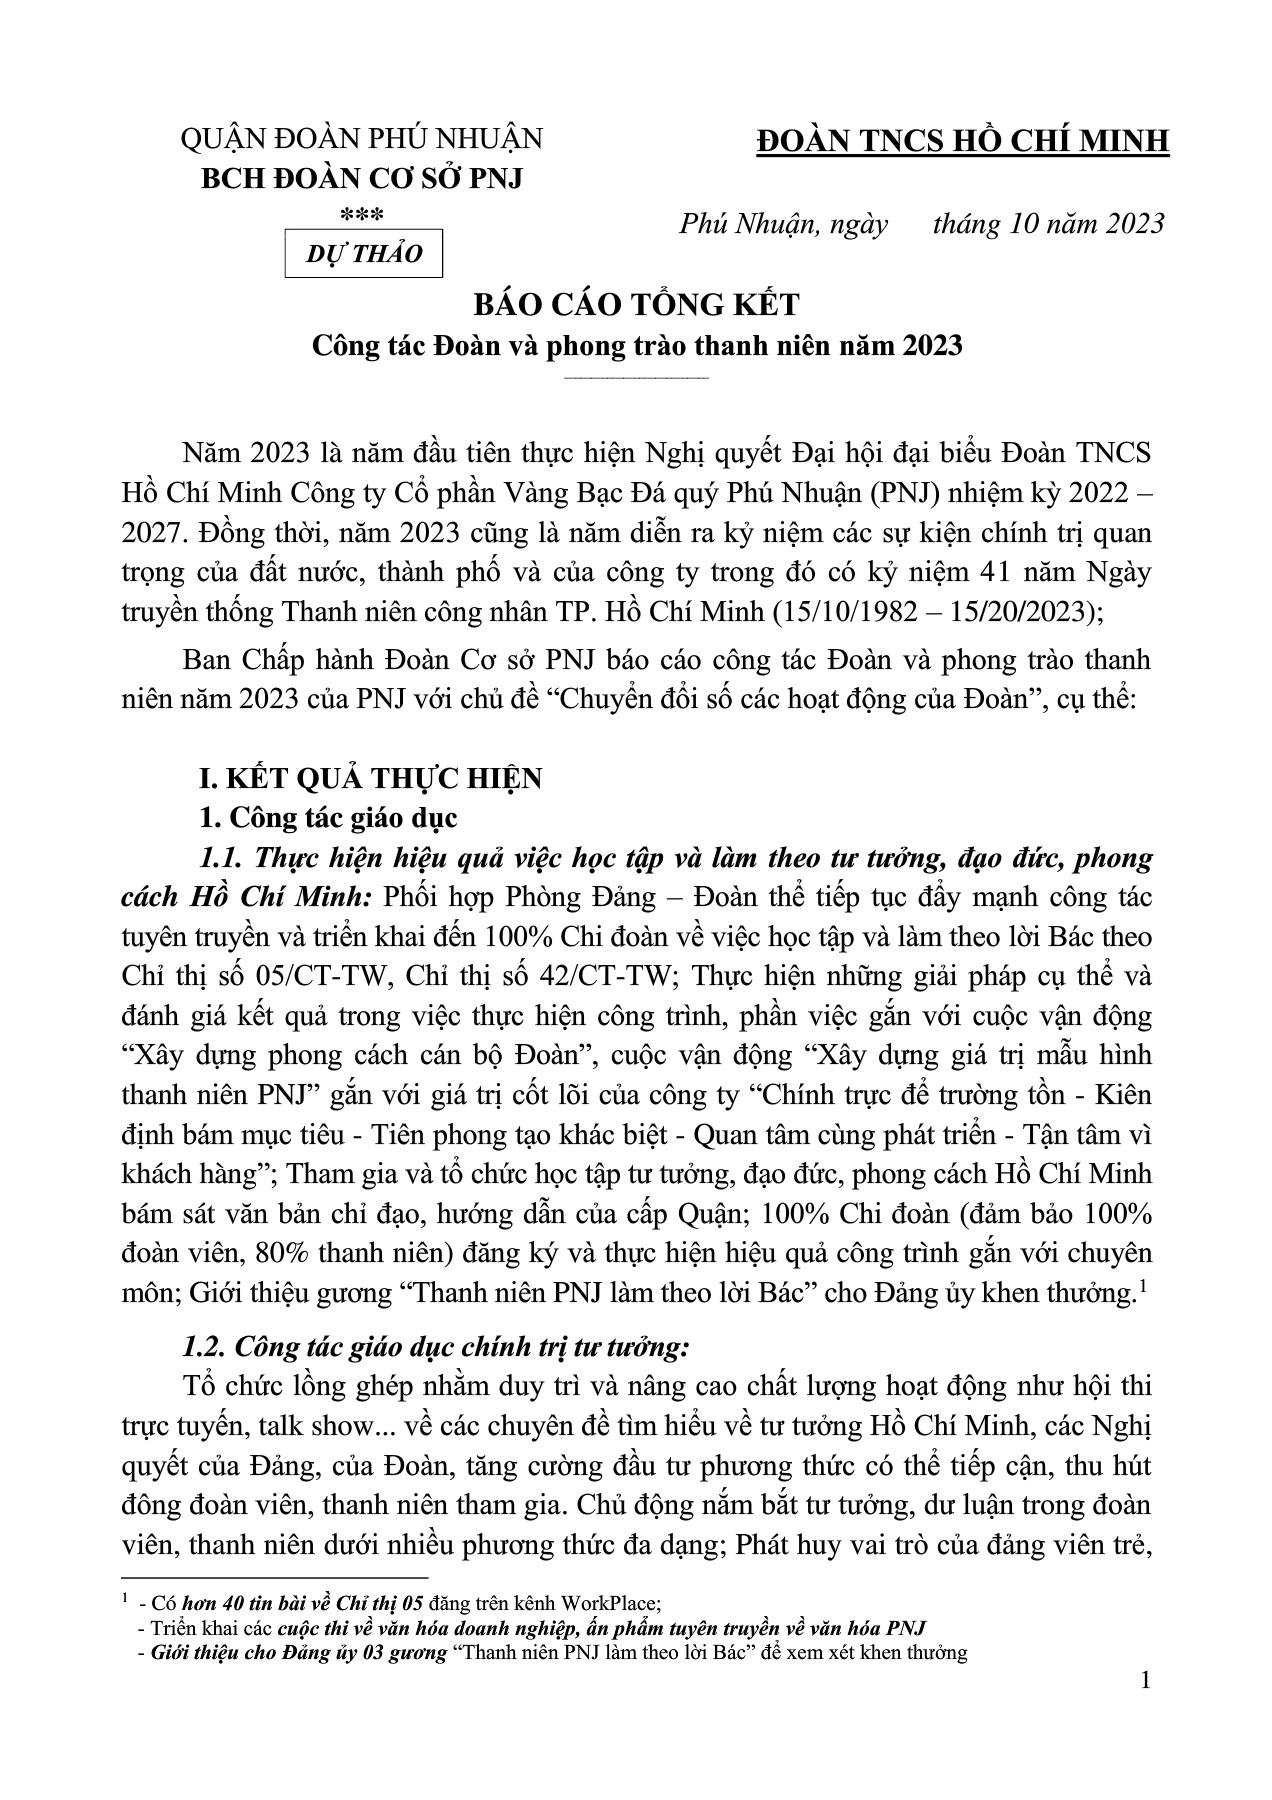 QUẬN ĐOÀN PHÚ NHUẬN
BCH ĐOÀN CƠ SỞ PNJ
***
DỰ THẢO
ĐOÀN TNCS HỒ CHÍ MINH
Phú Nhuận, ngày tháng 10 năm 2023
BÁO CÁO TỔNG KẾT
Công tác Đoàn và phong trào thanh niên năm 2023
Năm 2023 là năm đầu tiên thực hiện Nghị quyết Đại hội đại biểu Đoàn TNCS
Hồ Chí Minh Công ty Cổ phần Vàng Bạc Đá quý Phú Nhuận (PNJ) nhiệm kỳ 2022 –
2027. Đồng thời, năm 2023 cũng là năm diễn ra kỷ niệm các sự kiện chính trị quan
trọng của đất nước, thành phố và của công ty trong đó có kỷ niệm 41 năm Ngày
truyền thống Thanh niên công nhân TP. Hồ Chí Minh (15/10/1982 – 15/20/2023);
Ban Chấp hành Đoàn Cơ sở PNJ báo cáo công tác Đoàn và phong trào thanh
niên năm 2023 của PNJ với chủ đề “Chuyển đổi số các hoạt động của Đoàn”, cụ thể:
I. KẾT QUẢ THỰC HIỆN
1. Công tác giáo dục
1.1. Thực hiện hiệu quả việc học tập và làm theo tư tưởng, đạo đức, phong
cách Hồ Chí Minh: Phối hợp Phòng Đảng – Đoàn thể tiếp tục đẩy mạnh công tác
tuyên truyền và triển khai đến 100% Chi đoàn về việc học tập và làm theo lời Bác theo
Chỉ thị số 05/CT-TW, Chỉ thị số 42/CT-TW; Thực hiện những giải pháp cụ thể và
đánh giá kết quả trong việc thực hiện công trình, phần việc gắn với cuộc vận động
“Xây dựng phong cách cán bộ Đoàn”, cuộc vận động “Xây dựng giá trị mẫu hình
thanh niên PNJ” gắn với giá trị cốt lõi của công ty “Chính trực để trường tồn - Kiên
định bám mục tiêu - Tiên phong tạo khác biệt - Quan tâm cùng phát triển - Tận tâm vì
khách hàng”; Tham gia và tổ chức học tập tư tưởng, đạo đức, phong cách Hồ Chí Minh
bám sát văn bản chỉ đạo, hướng dẫn của cấp Quận; 100% Chi đoàn (đảm bảo 100%
đoàn viên, 80% thanh niên) đăng ký và thực hiện hiệu quả công trình gắn với chuyên
môn; Giới thiệu gương “Thanh niên PNJ làm theo lời Bác” cho Đảng ủy khen thưởng.1
1.2. Công tác giáo dục chính trị tư tưởng:
Tổ chức lồng ghép nhằm duy trì và nâng cao chất lượng hoạt động như hội thi
trực tuyến, talk show... về các chuyên đề tìm hiểu về tư tưởng Hồ Chí Minh, các Nghị
quyết của Đảng, của Đoàn, tăng cường đầu tư phương thức có thể tiếp cận, thu hút
đông đoàn viên, thanh niên tham gia. Chủ động nắm bắt tư tưởng, dư luận trong đoàn
viên, thanh niên dưới nhiều phương thức đa dạng; Phát huy vai trò của đảng viên trẻ,
1 - Có hơn 40 tin bài về Chỉ thị 05 đăng trên kênh WorkPlace;
- Triển khai các cuộc thi về văn hóa doanh nghiệp, ấn phẩm tuyên truyền về văn hóa PNJ
- Giới thiệu cho Đảng ủy 03 gương “Thanh niên PNJ làm theo lời Bác” để xem xét khen thưởng
1